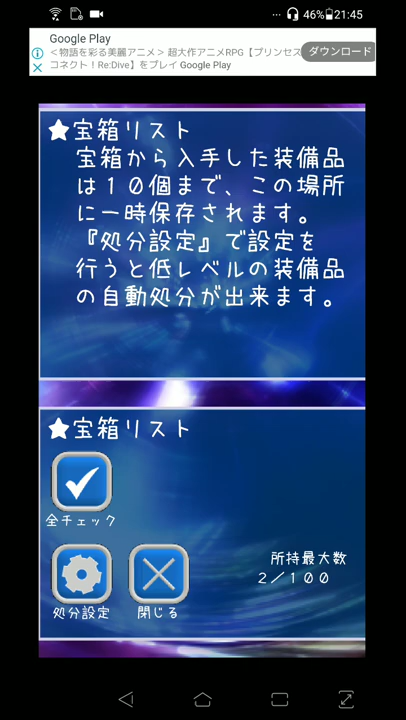 46% 21:45
Google Play
＜物語を彩る美麗アニメ＞ 超大作アニメRPG【プリンセス
コネクト！Re:Dive】をプレイ Google Play
ダウンロード
★宝箱リスト
宝箱から入手した装備品
は１０個まで、この場所
に一時保存されます。
『処分設定』で設定を
行うと低レベルの装備品
の自動処分が出来ます。
★宝箱リスト
全チェック
所持最大数
２／１００
処分設定
閉じる